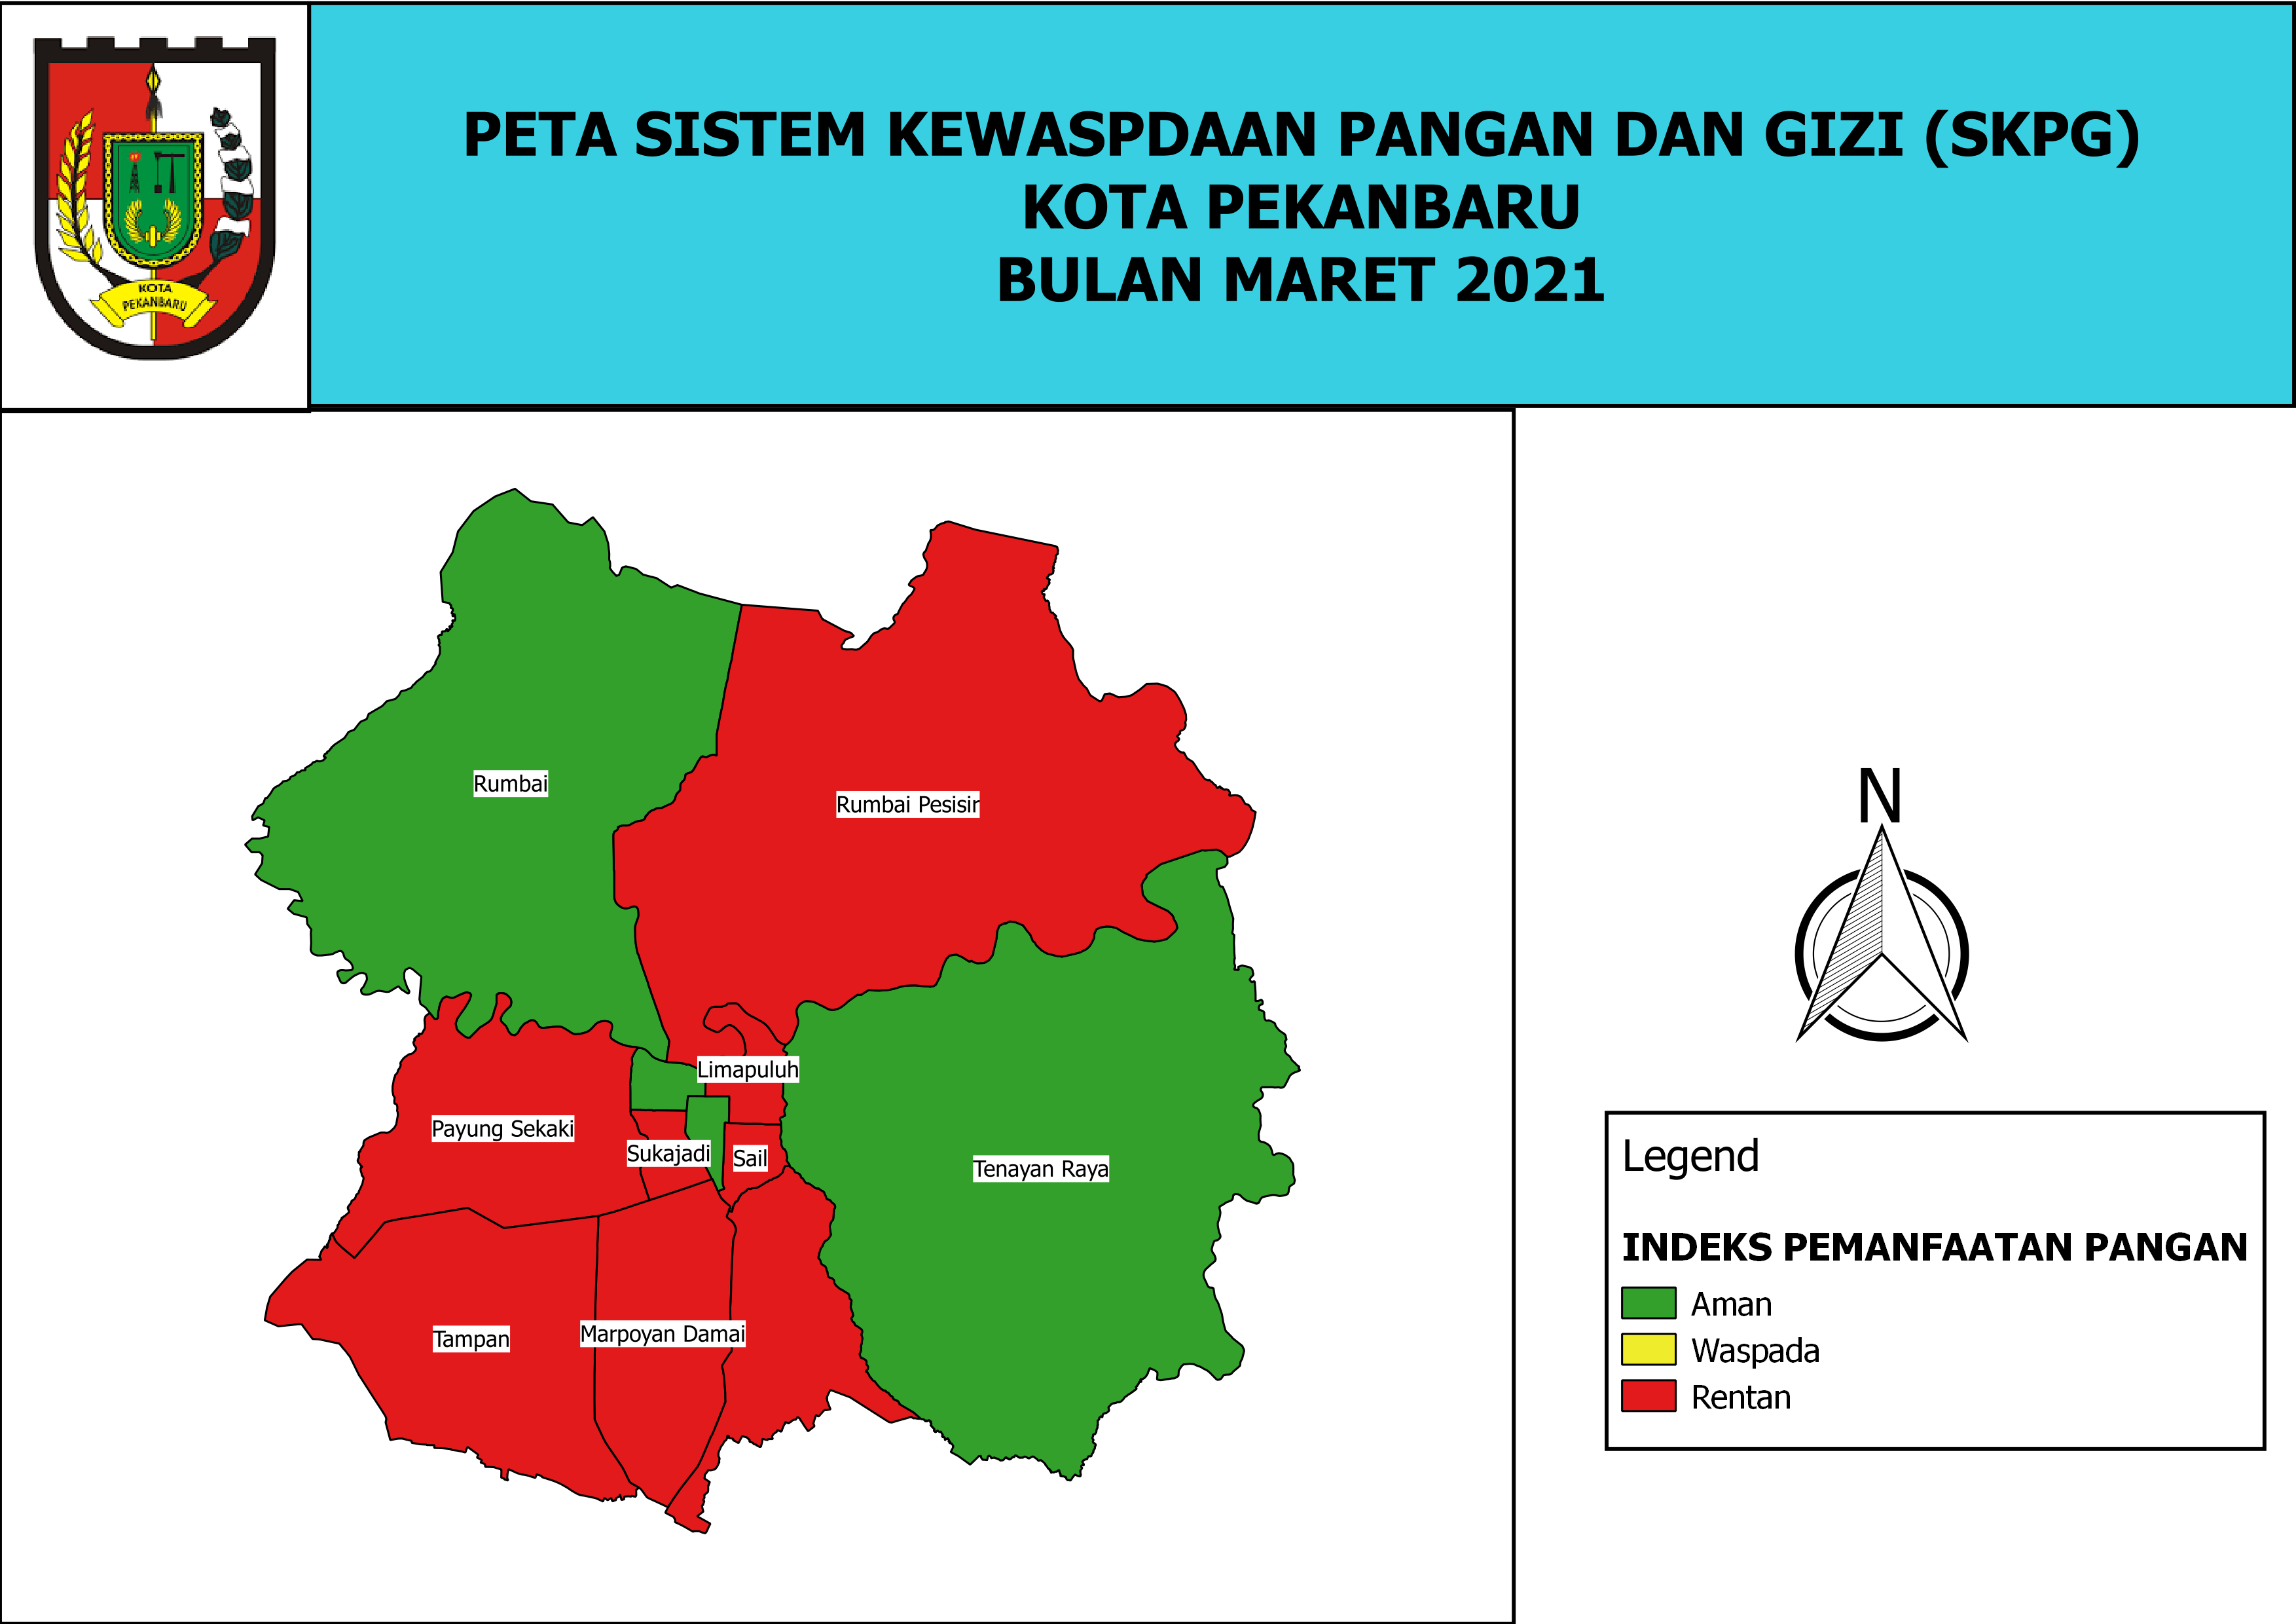 KOTA
PEKANBARU
PETA SISTEM KEWASPDAAN PANGAN DAN GIZI (SKPG)
KOTA PEKANBARU
BULAN MARET 2021
Rumbai
Rumbai Pesisir
Limapuluh
Payung Sekaki
Sukajadi
Sail
Tenayan Raya
Tampan
Marpoyan Damai
N
Legend
INDEKS PEMANFAATAN PANGAN
Aman
Waspada
Rentan